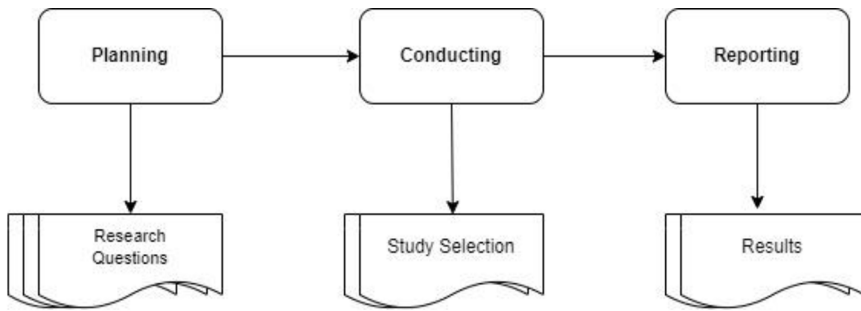 Planning
Conducting
Reporting
Research
Questions
Study Selection
Results